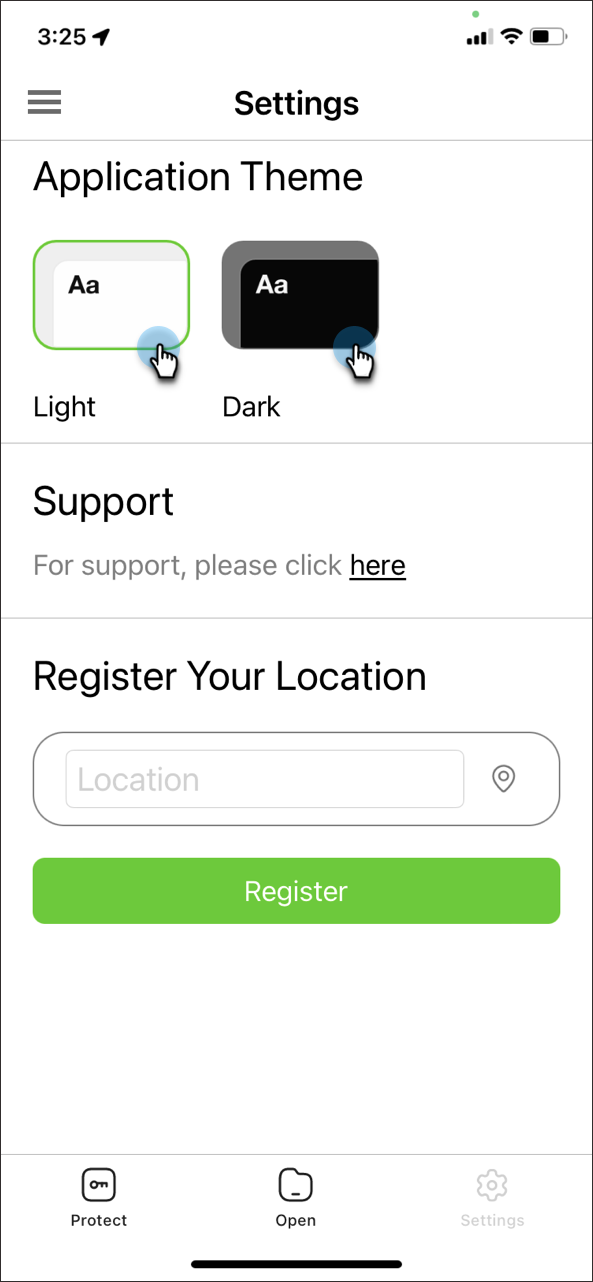 3:25
Settings
Application Theme
Aa Aa
Light Dark
Support
For support, please click here
Register Your Location
Location
Register
Protect Open Settings